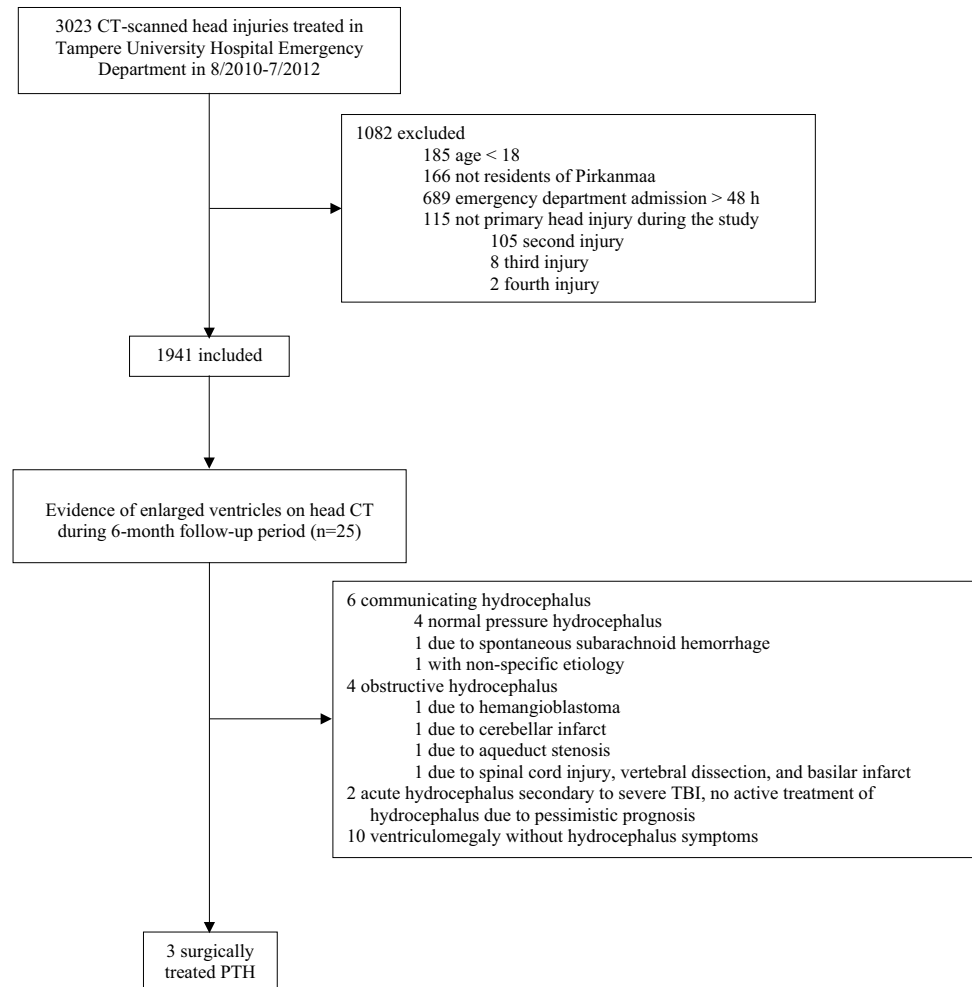 3023 CT-scanned head injuries treated in
Tampere University Hospital Emergency
Department in 8/2010-7/2012
1082 excluded
185 age < 18
166 not residents of Pirkanmaa
689 emergency department admission > 48 h
115 not primary head injury during the study
105 second injury
8 third injury
2 fourth injury
1941 included
Evidence of enlarged ventricles on head CT
during 6-month follow-up period (n=25)
6 communicating hydrocephalus
4 normal pressure hydrocephalus
1 due to spontaneous subarachnoid hemorrhage
1 with non-specific etiology
4 obstructive hydrocephalus
1 due to hemangioblastoma
1 due to cerebellar infarct
1 due to aqueduct stenosis
1 due to spinal cord injury, vertebral dissection, and basilar infarct
2 acute hydrocephalus secondary to severe TBI, no active treatment of
hydrocephalus due to pessimistic prognosis
10 ventriculomegaly without hydrocephalus symptoms
3 surgically
treated PTH